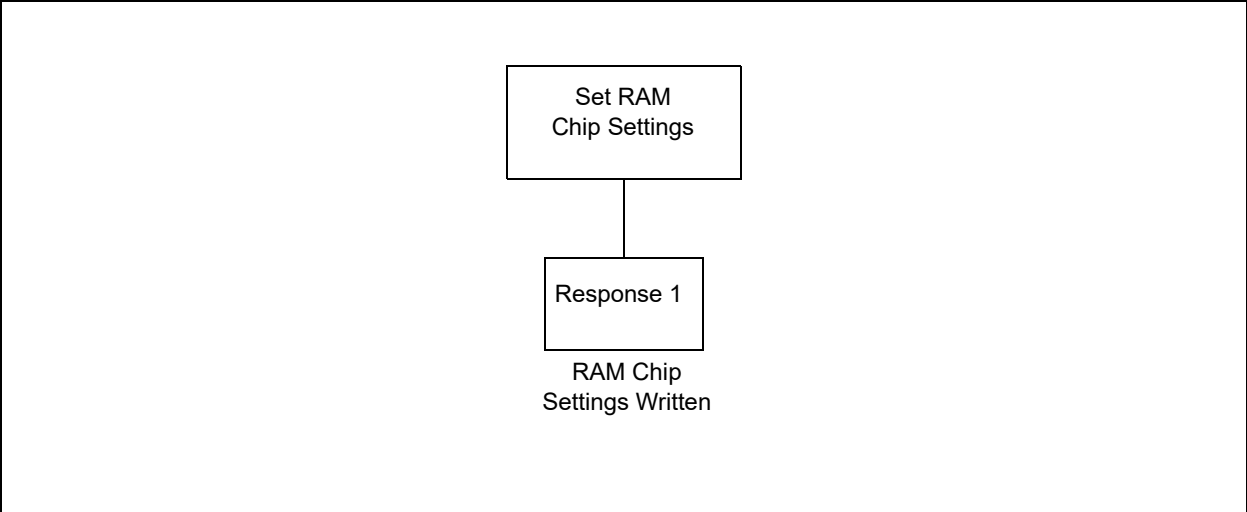 Set RAM
Chip Settings
Response 1
RAM Chip
Settings Written